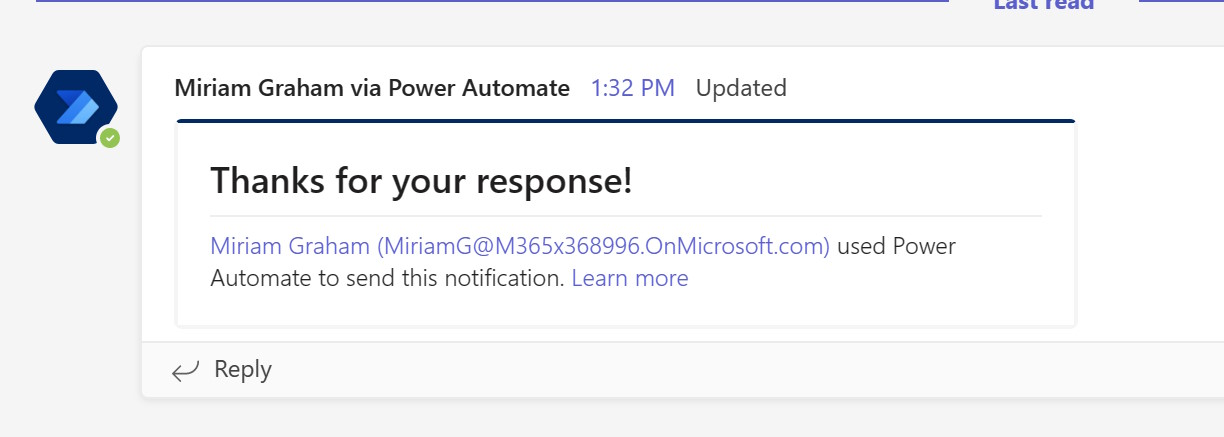 Last read
Miriam Graham via Power Automate 1:32 PM Updated
Thanks for your response!
Miriam Graham (MiriamG@M365x368996.OnMicrosoft.com) used Power
Automate to send this notification. Learn more
Reply